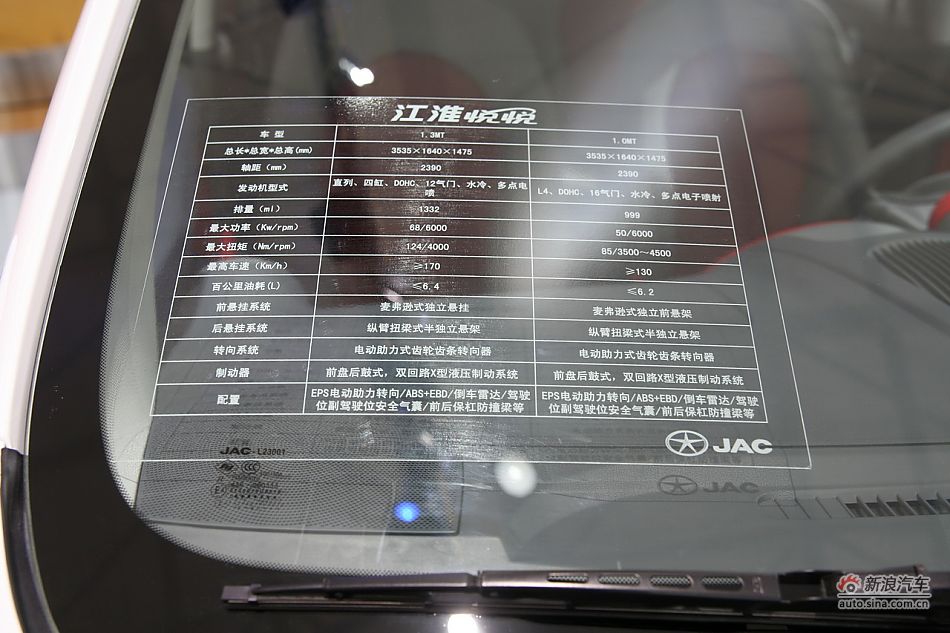 江淮悦悦
车 型 1.3MT 1.0MT
总长*总宽*总高(mm) 3535×1640×1475 3535×1640×1475
轴距（mm） 2390 2390
发动机型式 直列、四缸、DOHC、12气门、水冷、多点电喷 L4、DOHC、16气门、水冷、多点电子喷射
排量（ml） 1332 999
最大功率（Kw/rpm） 68/6000 50/6000
最大扭矩（Nm/rpm） 124/4000 85/3500～4500
最高车速（Km/h） ≥170 ≥130
百公里油耗(L) ≤6.4 ≤6.2
前悬挂系统 麦弗逊式独立悬挂 麦弗逊式独立前悬架
后悬挂系统 纵臂扭梁式半独立悬架 纵臂扭梁式半独立悬架
转向系统 电动助力式齿轮齿条转向器 电动助力式齿轮齿条转向器
制动器 前盘后鼓式，双回路X型液压制动系统 前盘后鼓式，双回路X型液压制动系统
配置 EPS电动助力转向/ABS+EBD/倒车雷达/驾驶位副驾驶位安全气囊/前后保杠防撞梁等 EPS电动助力转向/ABS+EBD/倒车雷达/驾驶位副驾驶位安全气囊/前后保杠防撞梁等
JAC
JAC-L23001
CCC
JAC
新浪汽车
auto.sina.com.cn